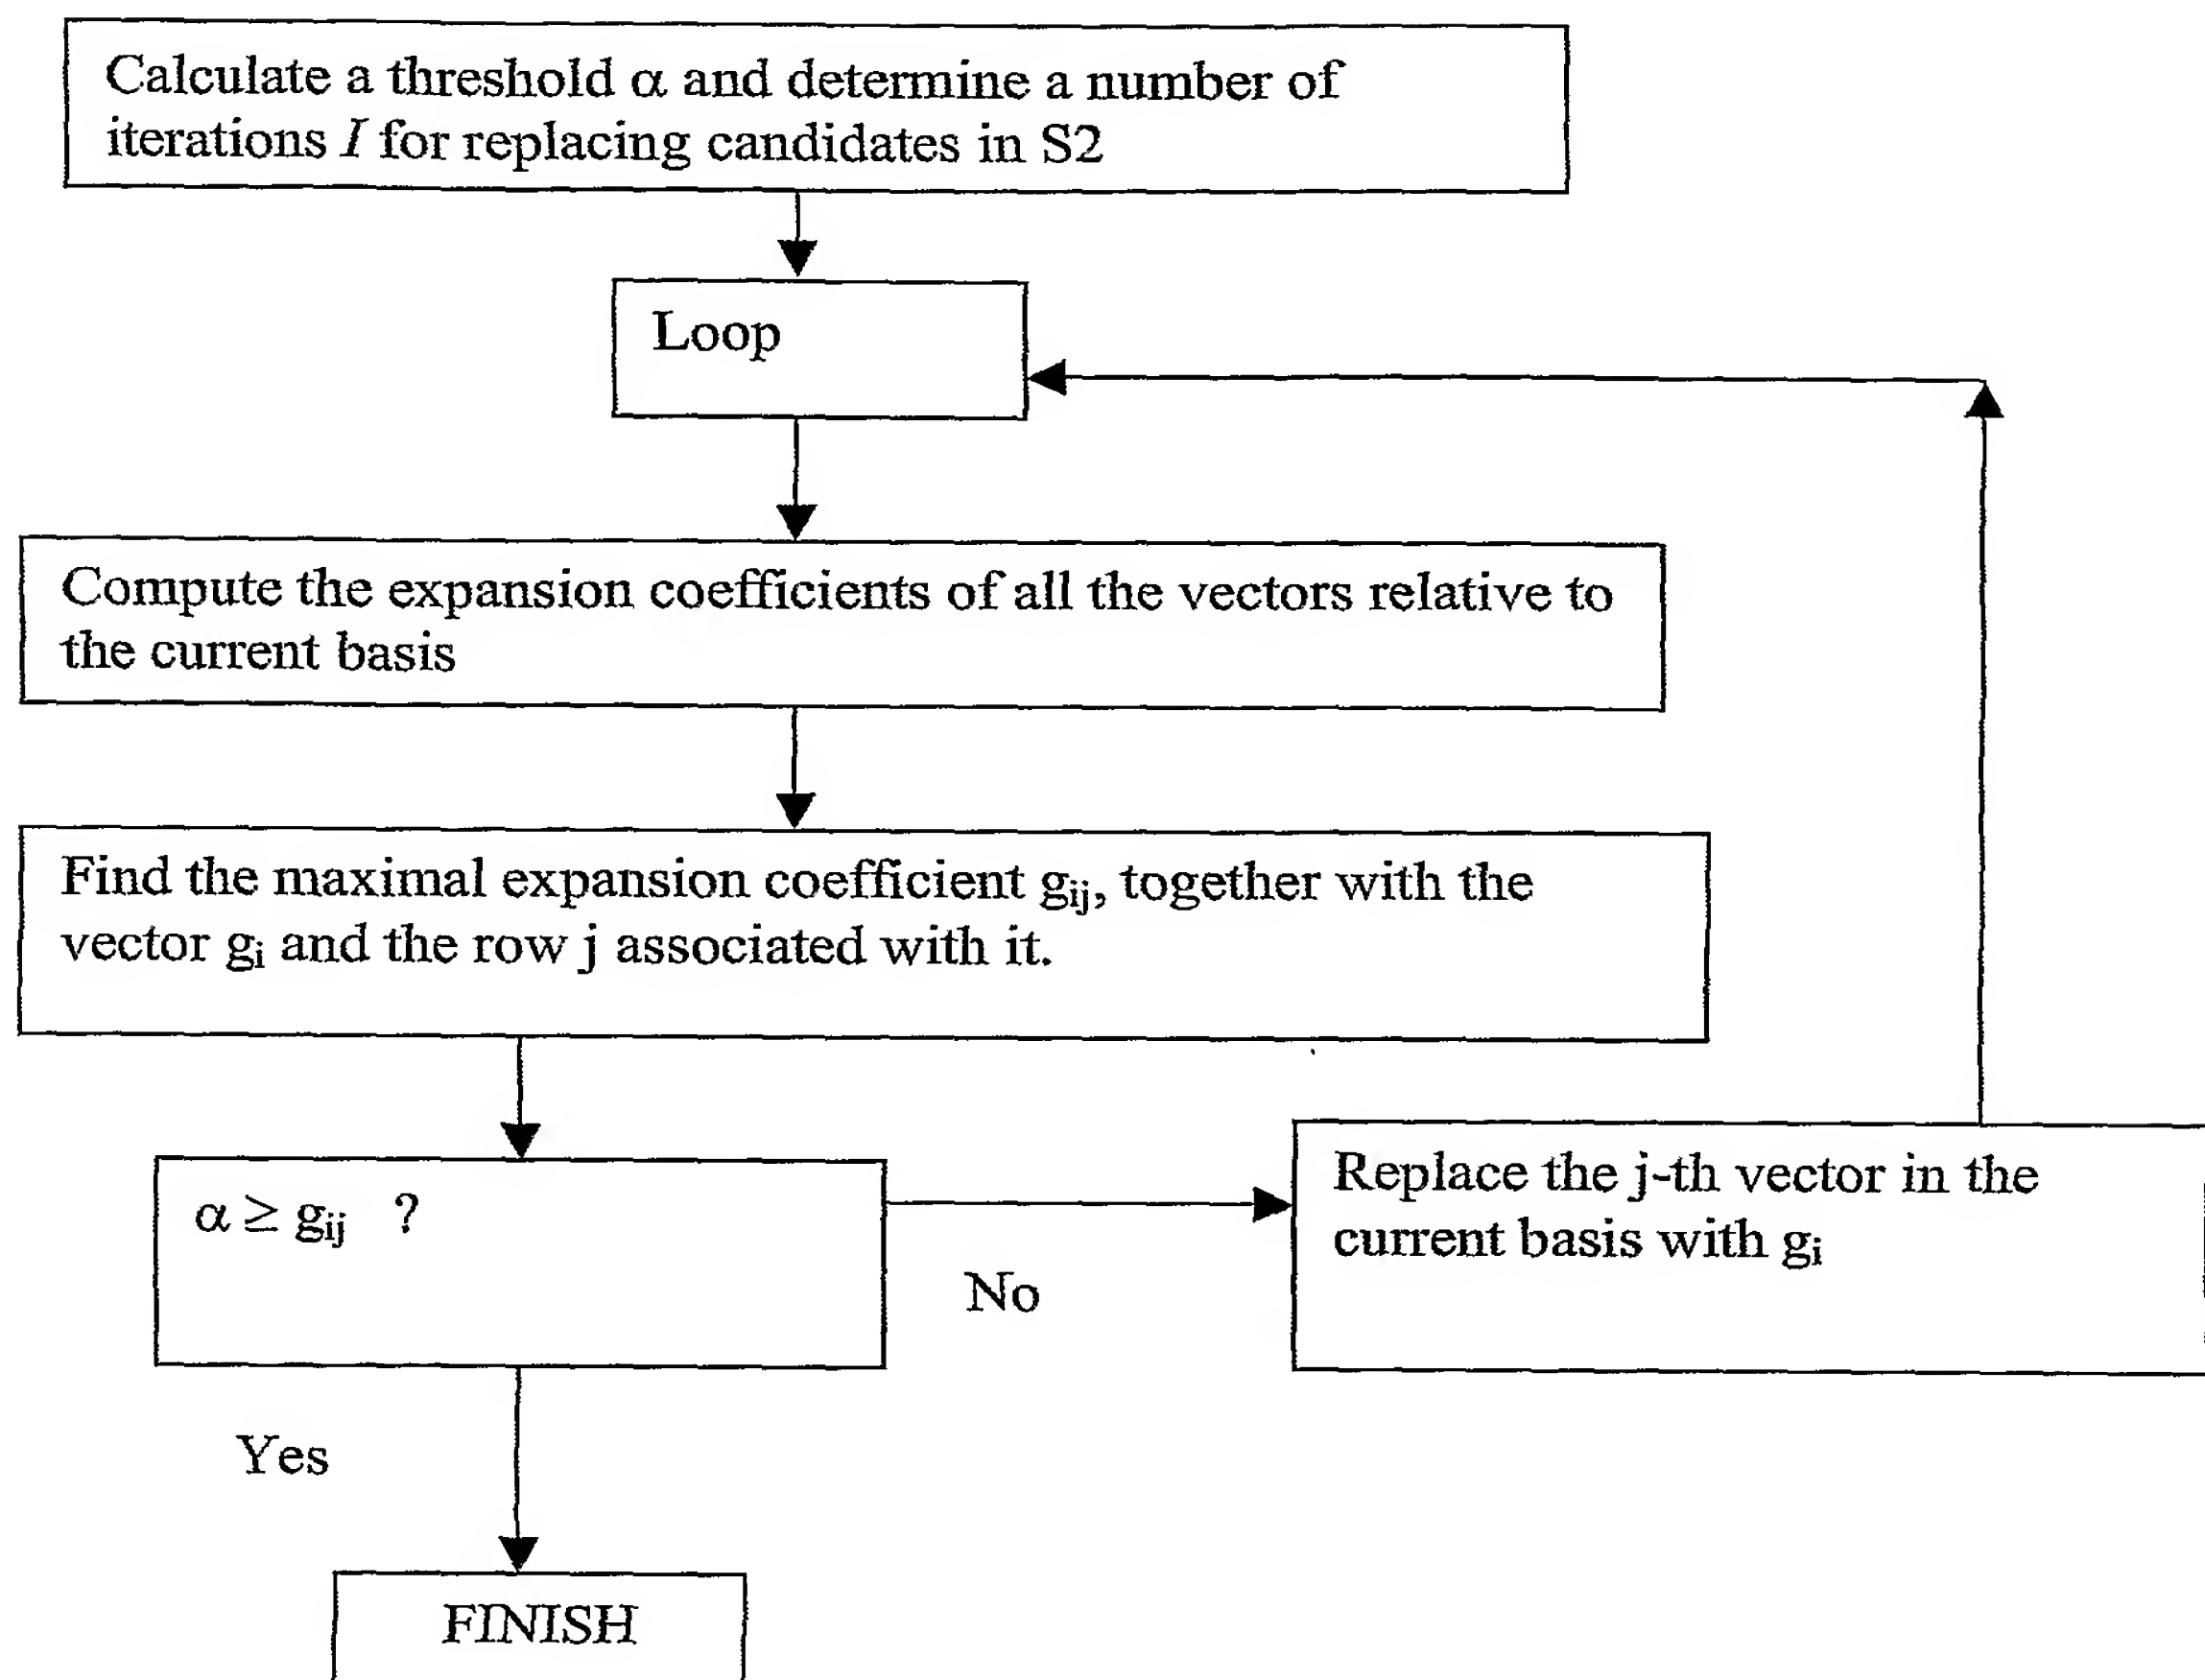 Calculate a threshold α and determine a number of
iterations I for replacing candidates in S2
Loop
Compute the expansion coefficients of all the vectors relative to
the current basis
Find the maximal expansion coefficient gij, together with the
vector gi and the row j associated with it.
α ≥ gij ?
No
Replace the j-th vector in the
current basis with gi
Yes
FINISH